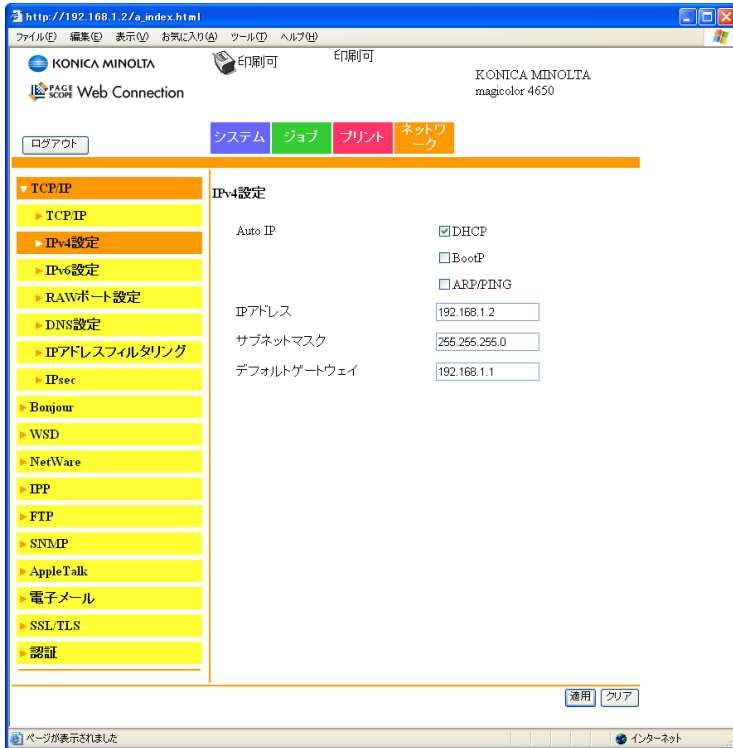 http://192.168.1.2/a_index.html
ファイル(F) 編集(E) 表示(V) お気に入り(A) ツール(T) ヘルプ(H)
KONICA MINOLTA
PAGE SCOPE Web Connection
印刷可
印刷可
KONICA MINOLTA
magicolor 4650
ログアウト
システム
ジョブ
プリント
ネットワ
ーク
TCP/IP
TCP/IP
IPv4設定
IPv6設定
RAWポート設定
DNS設定
IPアドレスフィルタリング
IPsec
Bonjour
WSD
NetWare
IPP
FTP
SNMP
AppleTalk
電子メール
SSL/TLS
認証
IPv4設定
Auto IP
DHCP
BootP
ARP/PING
IPアドレス 192.168.1.2
サブネットマスク 255.255.255.0
デフォルトゲートウェイ 192.168.1.1
適用 クリア
ページが表示されました
インターネット